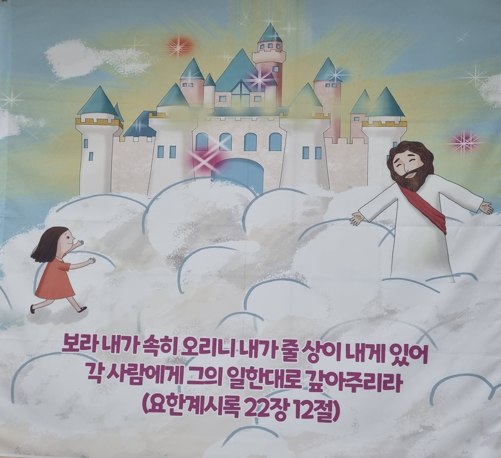 보라 내가 속히 오리니 내가 줄 상이 내게 있어
각 사람에게 그의 일한대로 갚아주리라
(요한계시록 22장 12절)